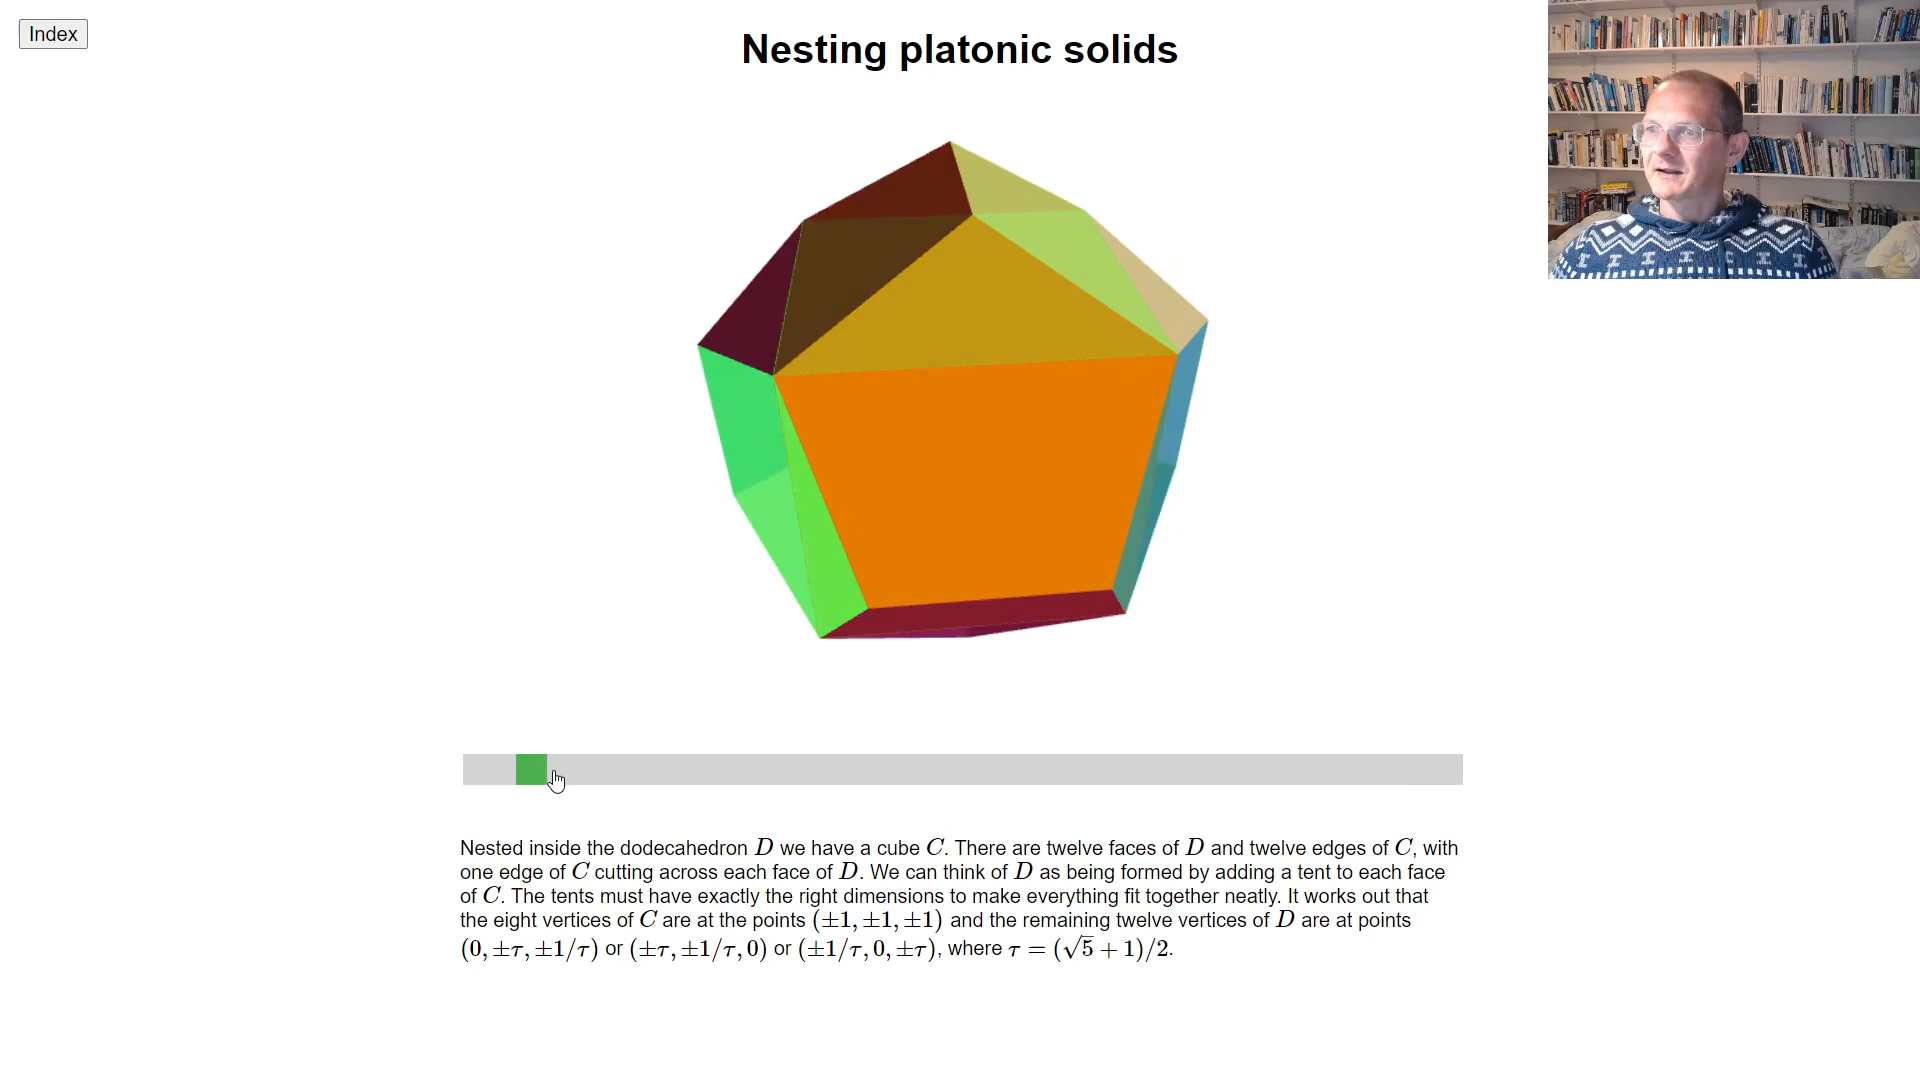 Index
Nesting platonic solids
Nested inside the dodecahedron D we have a cube C. There are twelve faces of D and twelve edges of C, with
one edge of C cutting across each face of D. We can think of D as being formed by adding a tent to each face
of C. The tents must have exactly the right dimensions to make everything fit together neatly. It works out that
the eight vertices of C are at the points (±1, ±1, ±1) and the remaining twelve vertices of D are at points
(0, ±τ, ±1/τ) or (±τ, ±1/τ, 0) or (±1/τ, 0, ±τ), where τ = (√5 + 1)/2.